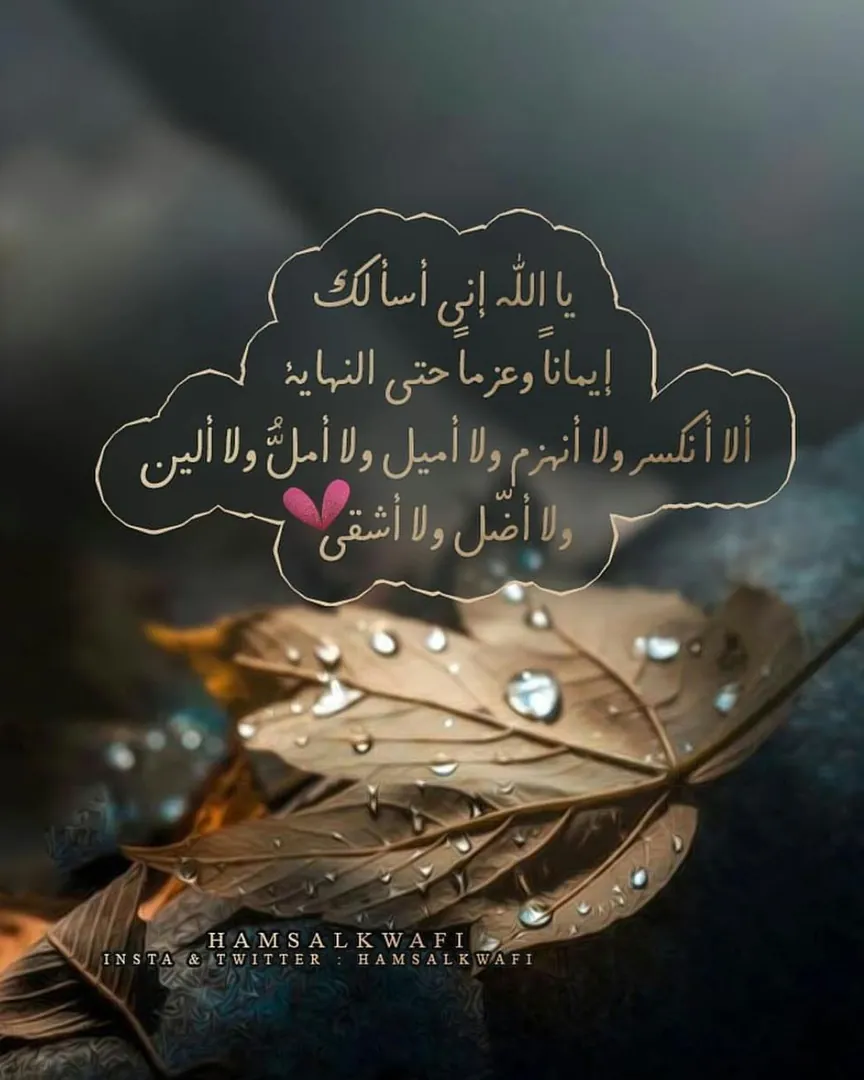 يا الله إني أسألك
إيماناً وعزماً حتى النهاية
ألا أنكسر ولا أنهزم ولا أميل ولا أملُّ ولا ألين
ولا أضّل ولا أشقى
HAMSALKWAFI
INSTA & TWITTER : HAMSALKWAFI